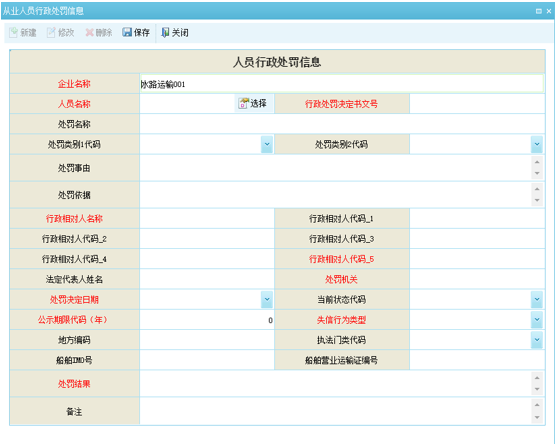 从业人员行政处罚信息
新建 修改 删除 保存 关闭
人员行政处罚信息
企业名称 水路运输001
人员名称 选择 行政处罚决定书文号
处罚名称
处罚类别1代码 处罚类别2代码
处罚事由
处罚依据
行政相对人名称 行政相对人代码_1
行政相对人代码_2 行政相对人代码_3
行政相对人代码_4 行政相对人代码_5
法定代表人姓名 处罚机关
处罚决定日期 当前状态代码
公示期限代码（年） 0 失信行为类型
地方编码 执法门类代码
船舶IMO号 船舶营业运输证编号
处罚结果
备注